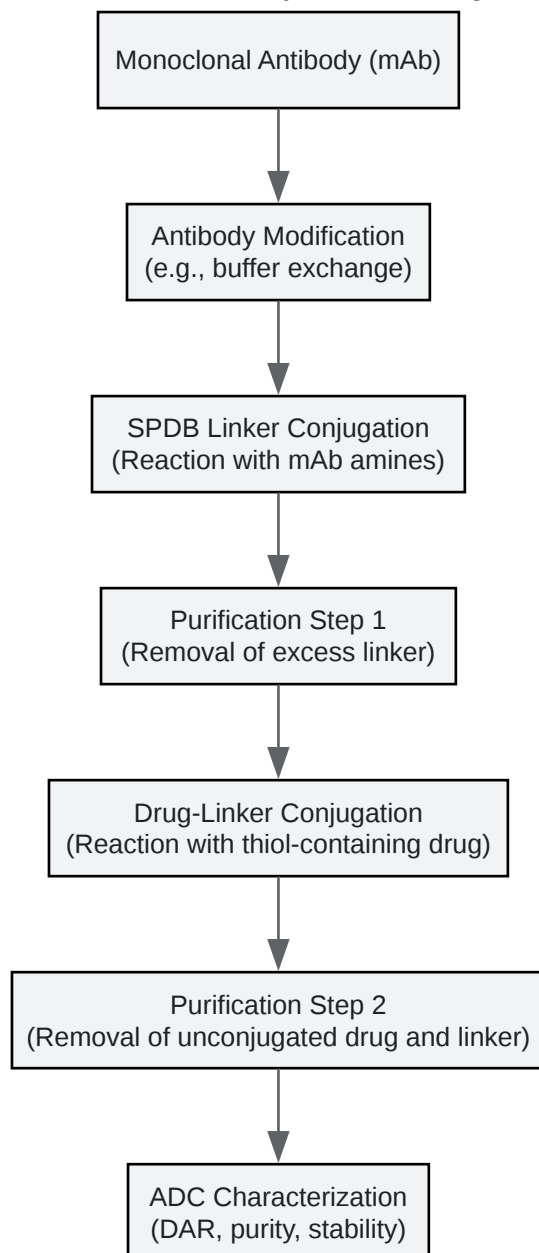 Monoclonal Antibody (mAb)
Antibody Modification
(e.g., buffer exchange)
SPDB Linker Conjugation
(Reaction with mAb amines)
Purification Step 1
(Removal of excess linker)
Drug-Linker Conjugation
(Reaction with thiol-containing drug)
Purification Step 2
(Removal of unconjugated drug and linker)
ADC Characterization
(DAR, purity, stability)